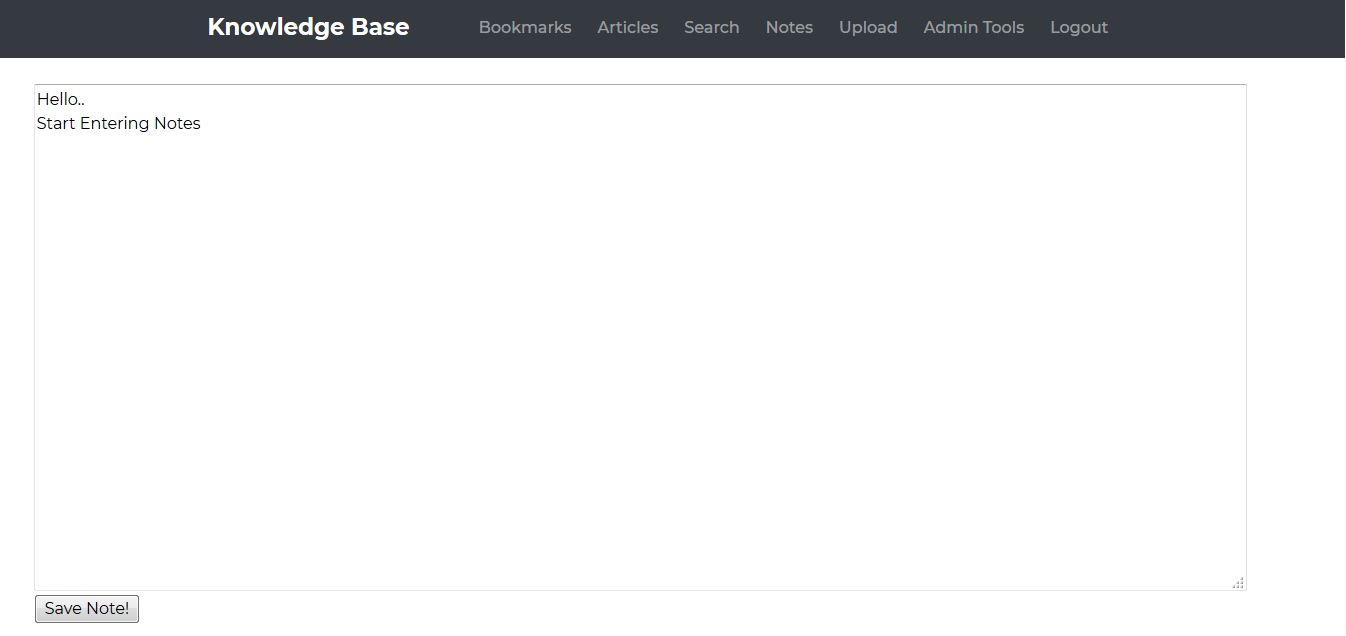 Knowledge Base Bookmarks Articles Search Notes Upload Admin Tools Logout
Hello..
Start Entering Notes
Save Note!